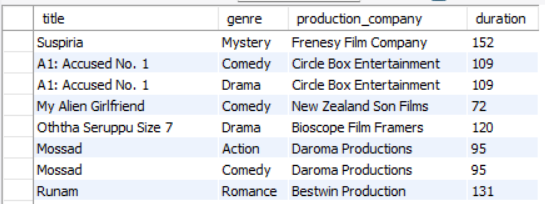 title genre production_company duration
Suspiria Mystery Frenesy Film Company 152
A1: Accused No. 1 Comedy Circle Box Entertainment 109
A1: Accused No. 1 Drama Circle Box Entertainment 109
My Alien Girlfriend Comedy New Zealand Son Films 72
Oththa Seruppu Size 7 Drama Bioscope Film Framers 120
Mossad Action Daroma Productions 95
Mossad Comedy Daroma Productions 95
Runam Romance Bestwin Production 131